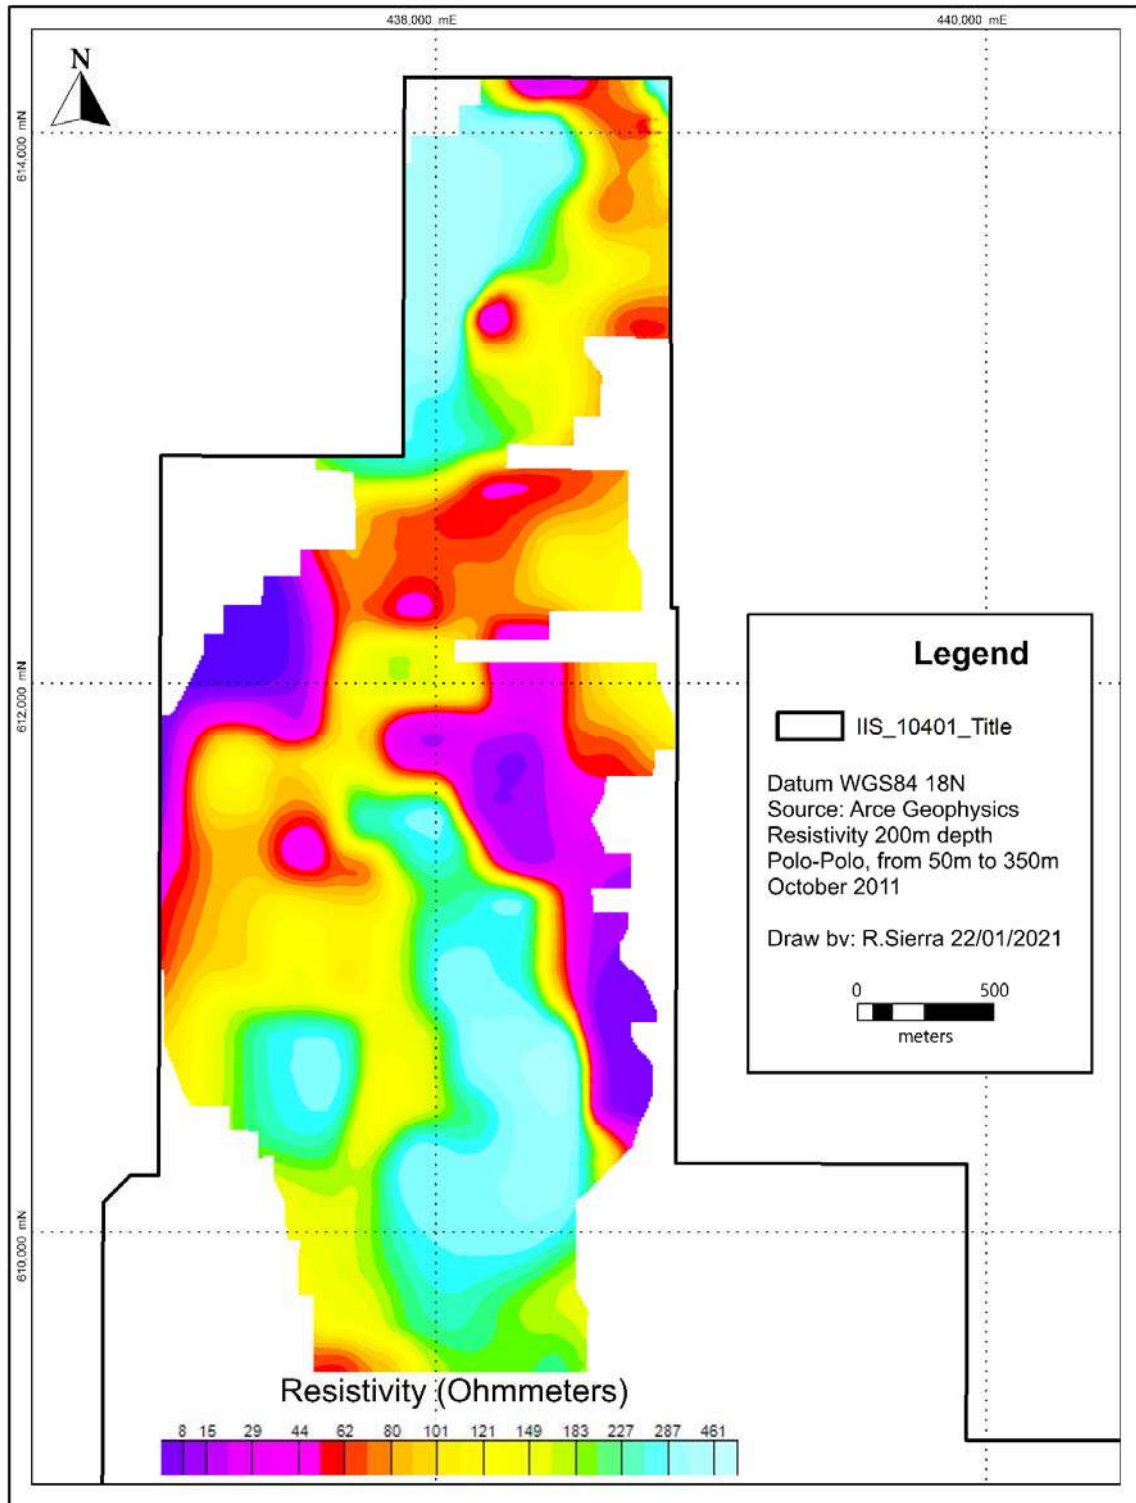 438,000 mE
440,000 mE
N
614,000 mN
612,000 mN
610,000 mN
Legend
IIS_10401_Title
Datum WGS84 18N
Source: Arce Geophysics
Resistivity 200m depth
Polo-Polo, from 50m to 350m
October 2011
Draw bv: R.Sierra 22/01/2021
0 500
meters
Resistivity (Ohmmeters)
8 15 29 44 62 80 101 121 149 183 227 287 461